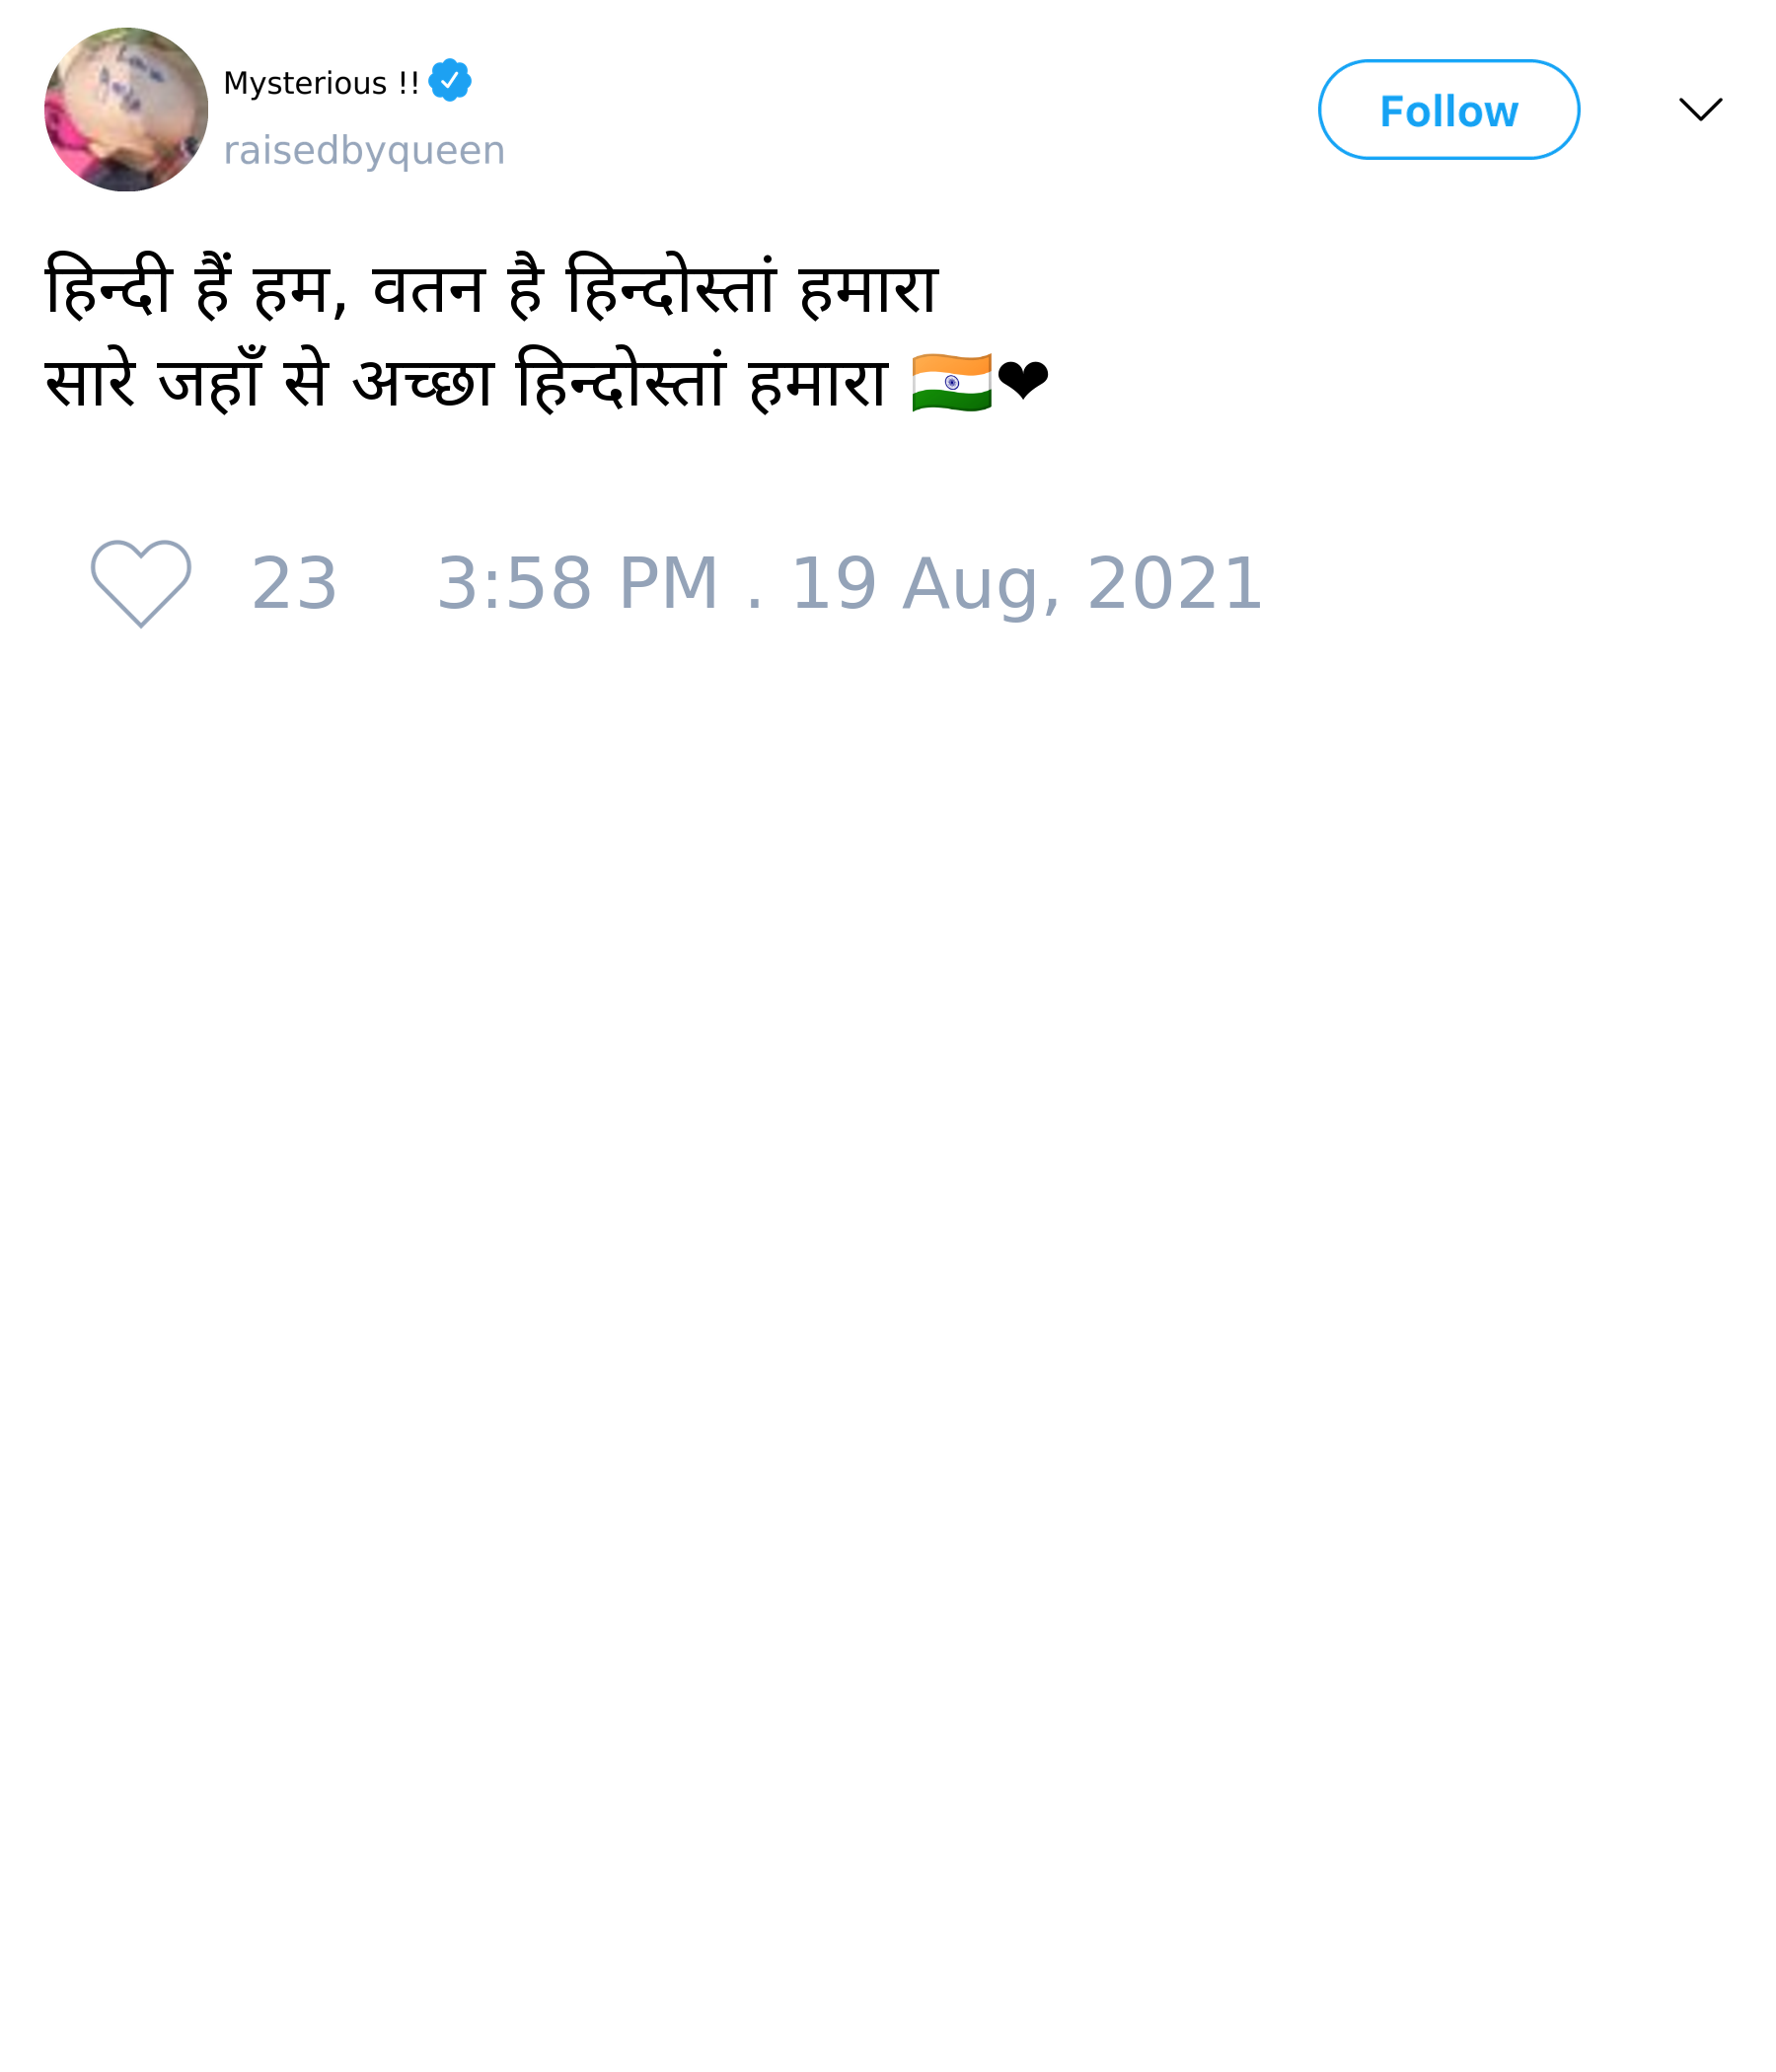 Mysterious !!
raisedbyqueen
Follow
हिन्दी हैं हम, वतन है हिन्दोस्तां हमारा
सारे जहाँ से अच्छा हिन्दोस्तां हमारा 🇮🇳❤
23 3:58 PM . 19 Aug, 2021